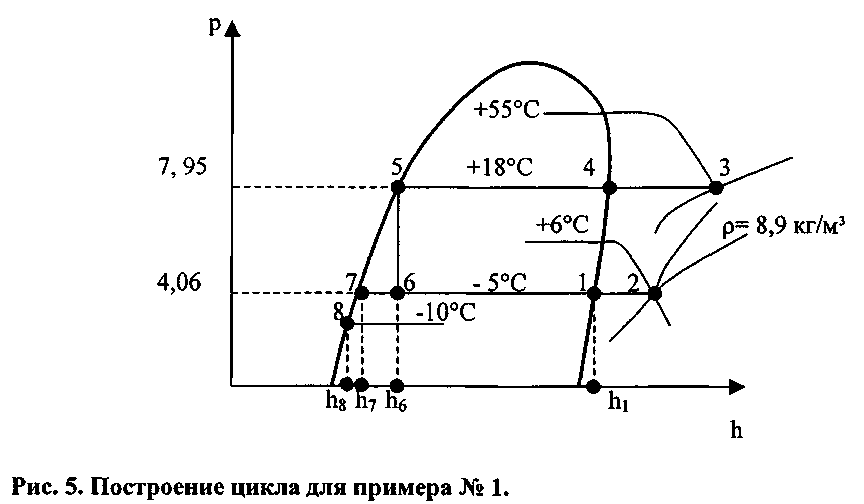 p
+55°C
7, 95
5
+18°C
4
3
+6°C
ρ= 8,9 кг/м³
4,06
7
6
- 5°C
1
2
8
-10°C
h₈
h₇
h₆
h₁
h
Рис. 5. Построение цикла для примера № 1.